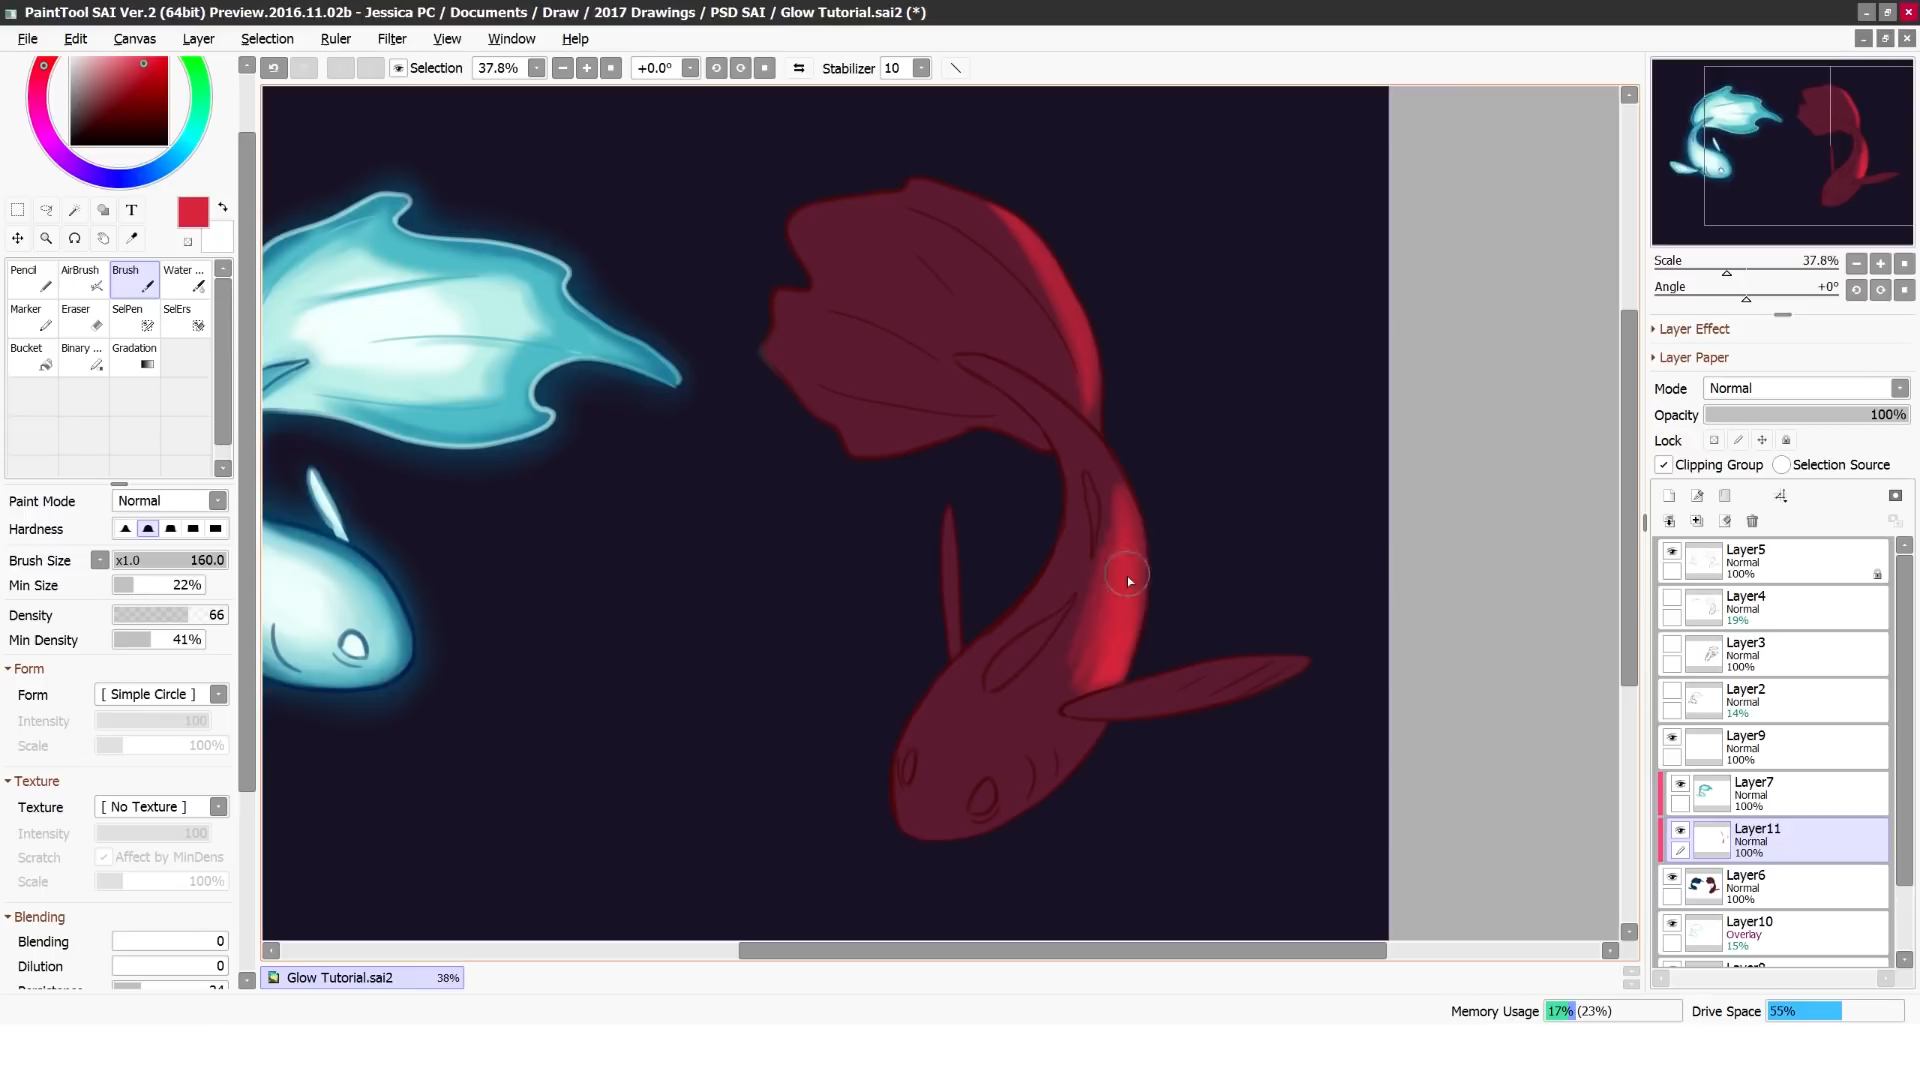 PaintTool SAI Ver.2 (64bit) Preview.2016.11.02b - Jessica PC / Documents / Draw / 2017 Drawings / PSD SAI / Glow Tutorial.sai2 (*)
File Edit Canvas Layer Selection Ruler Filter View Window Help
Selection 37.8% +0.0° Stabilizer 10
T
Pencil AirBrush Brush Water ...
Marker Eraser SelPen SelErs
Bucket Binary ... Gradation
Paint Mode Normal
Hardness
Brush Size x1.0 160.0
Min Size 22%
Density 66
Min Density 41%
Form
Form [ Simple Circle ]
Intensity 100
Scale 100%
Texture
Texture [ No Texture ]
Intensity 100
Scratch Affect by MinDens
Scale 100%
Blending
Blending 0
Dilution 0
Glow Tutorial.sai2 38%
Scale 37.8%
Angle +0°
Layer Effect
Layer Paper
Mode Normal
Opacity 100%
Lock
Clipping Group Selection Source
Layer5
Normal
100%
Layer4
Normal
19%
Layer3
Normal
100%
Layer2
Normal
14%
Layer9
Normal
100%
Layer7
Normal
100%
Layer11
Normal
100%
Layer6
Normal
100%
Layer10
Overlay
15%
Memory Usage 17% (23%) Drive Space 55%